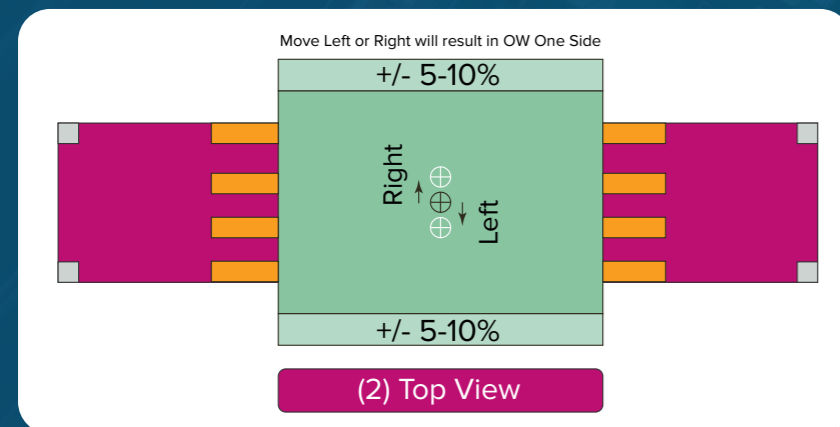 Move Left or Right will result in OW One Side
+/- 5-10%
Right
Left
+/- 5-10%
(2) Top View